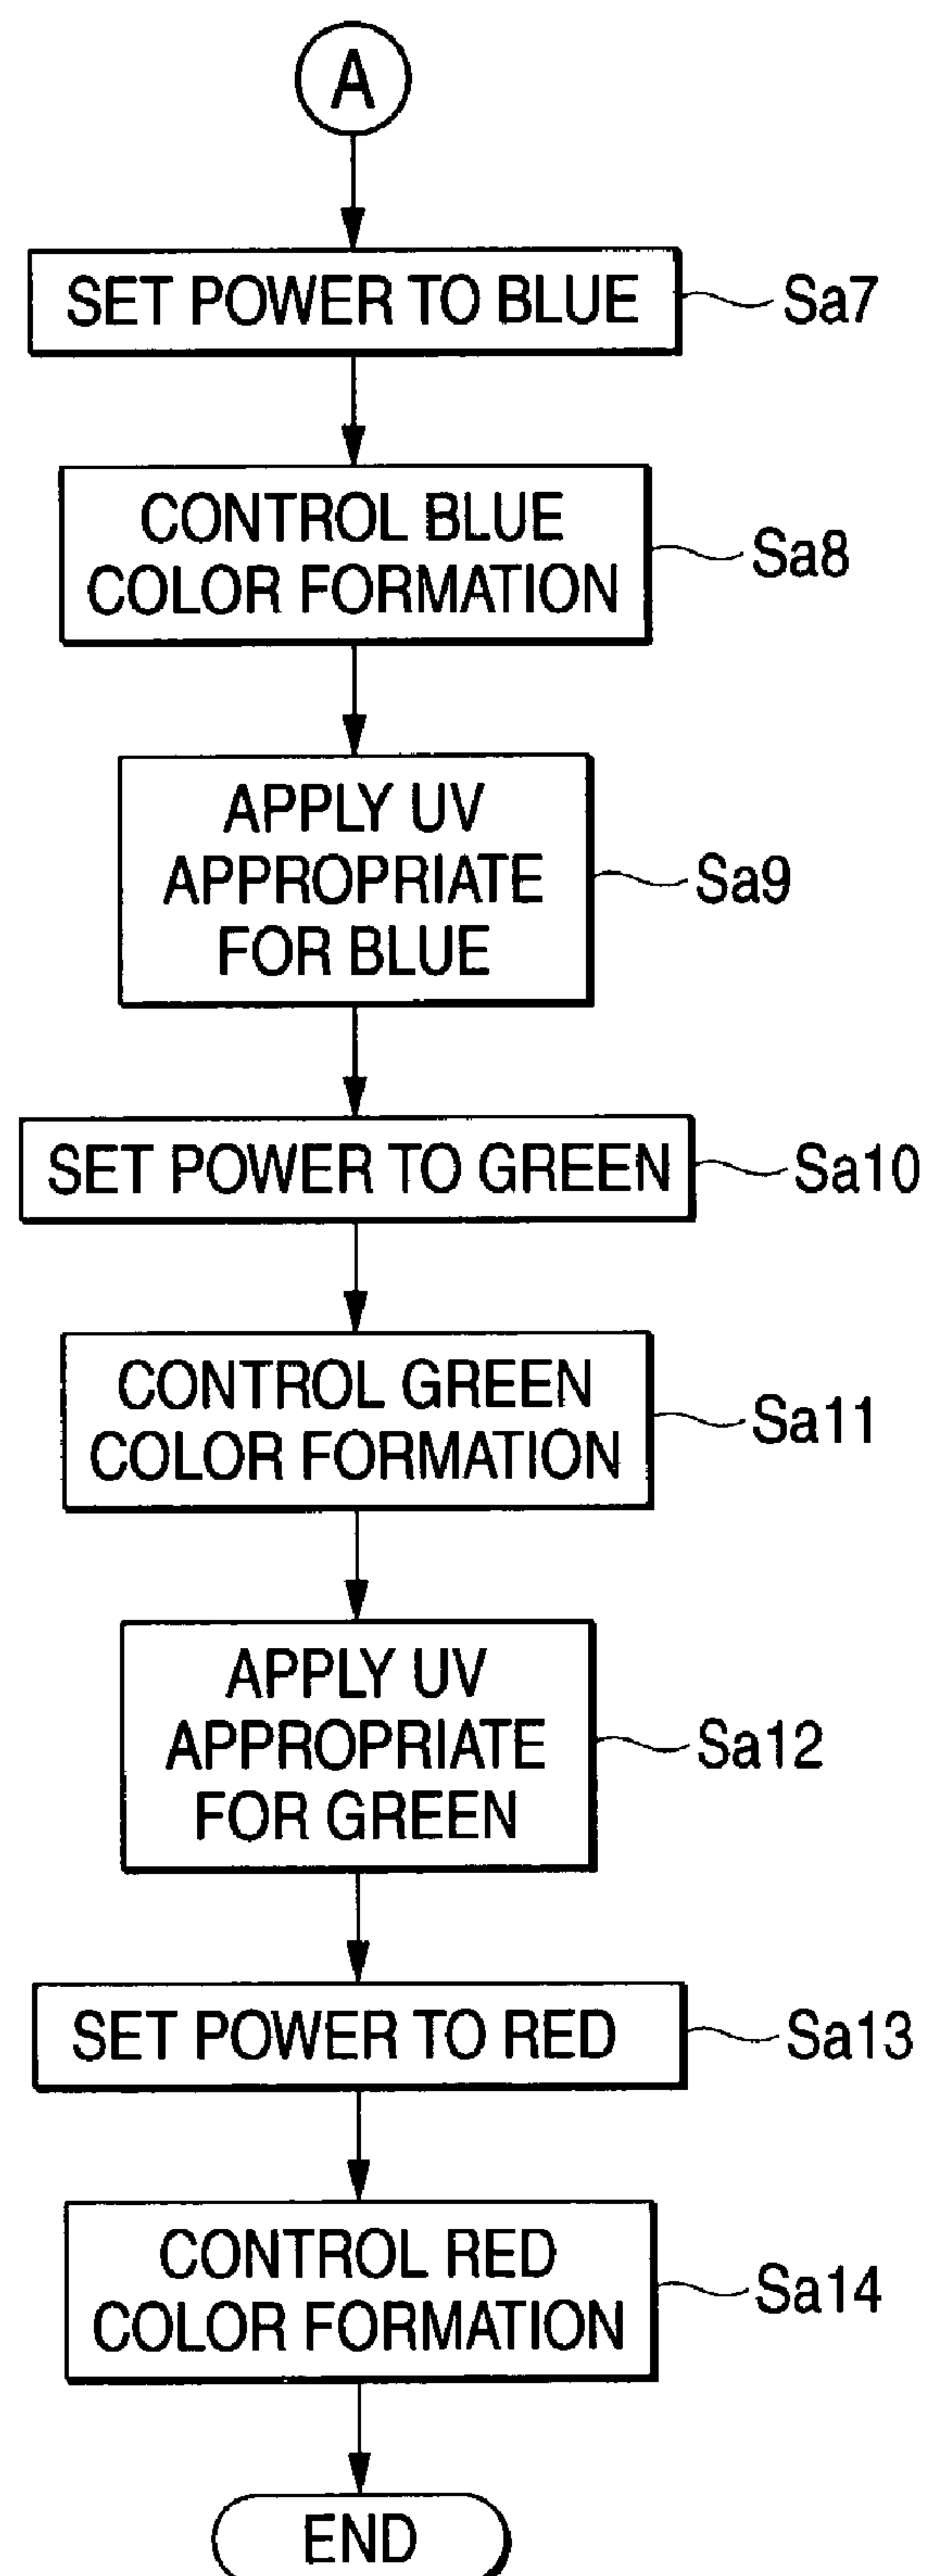 A
SET POWER TO BLUE
Sa7
CONTROL BLUE
COLOR FORMATION
Sa8
APPLY UV
APPROPRIATE
FOR BLUE
Sa9
SET POWER TO GREEN
Sa10
CONTROL GREEN
COLOR FORMATION
Sa11
APPLY UV
APPROPRIATE
FOR GREEN
Sa12
SET POWER TO RED
Sa13
CONTROL RED
COLOR FORMATION
Sa14
END